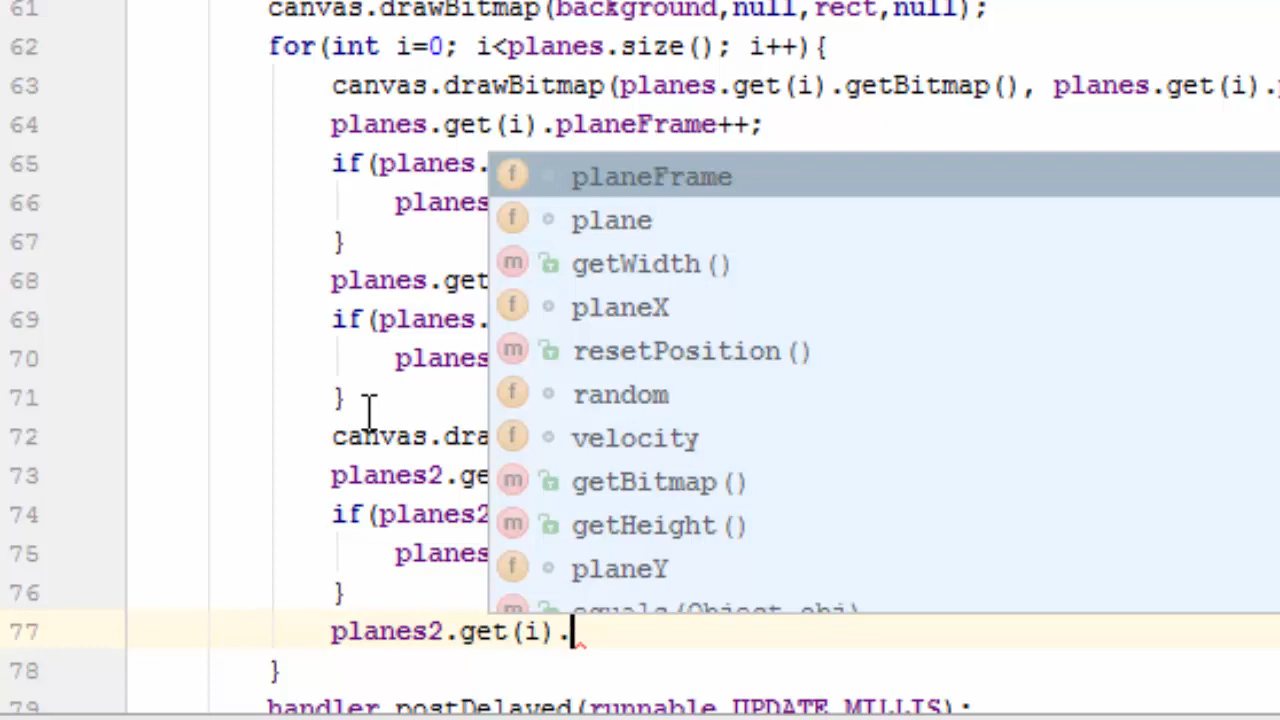 61 canvas.drawBitmap(background,null,rect,null);
62 for(int i=0; i<planes.size(); i++){
63 canvas.drawBitmap(planes.get(i).getBitmap(), planes.get(i).
64 planes.get(i).planeFrame++;
65 if(planes.
66 planes
67 }
68 planes.get
69 if(planes.
70 planes
71 }
72 canvas.dra
73 planes2.ge
74 if(planes2
75 planes
76 }
77 planes2.get(i).
78 }
79 handler.postDelayed(runnable,UPDATE_MILLIS);
f planeFrame
f plane
m getWidth()
f planeX
m resetPosition()
f random
f velocity
m getBitmap()
m getHeight()
f planeY
m equals(Object obj)